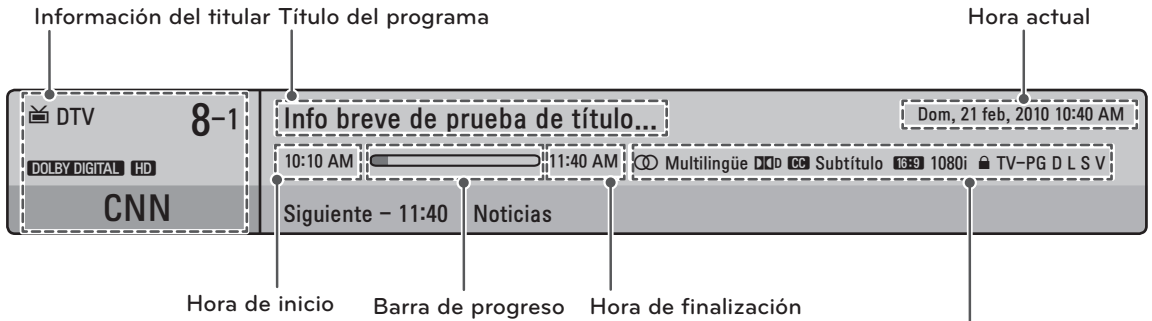 Información del titular Título del programa Hora actual
DTV 8-1 Info breve de prueba de título... Dom, 21 feb, 2010 10:40 AM
DOLBY DIGITAL HD 10:10 AM 11:40 AM Multilingüe D Subtítulo CC 16:9 1080i TV-PG D L S V
CNN Siguiente - 11:40 Noticias
Hora de inicio Barra de progreso Hora de finalización